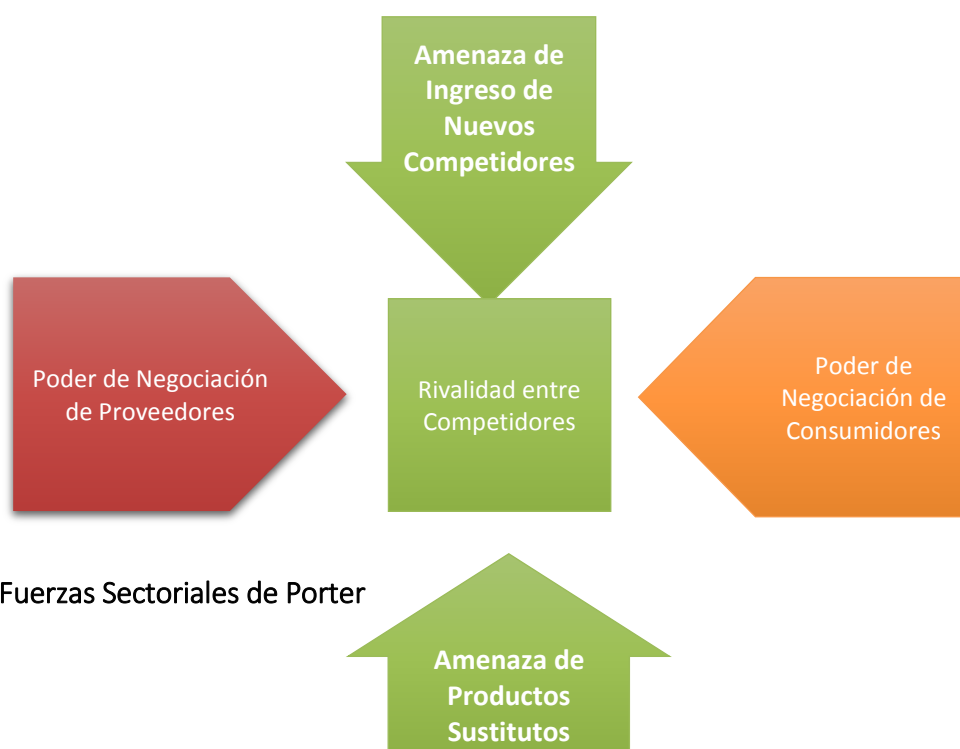 Amenaza de
Ingreso de
Nuevos
Competidores
Poder de Negociación
de Proveedores
Rivalidad entre
Competidores
Poder de
Negociación de
Consumidores
Fuerzas Sectoriales de Porter
Amenaza de
Productos
Sustitutos